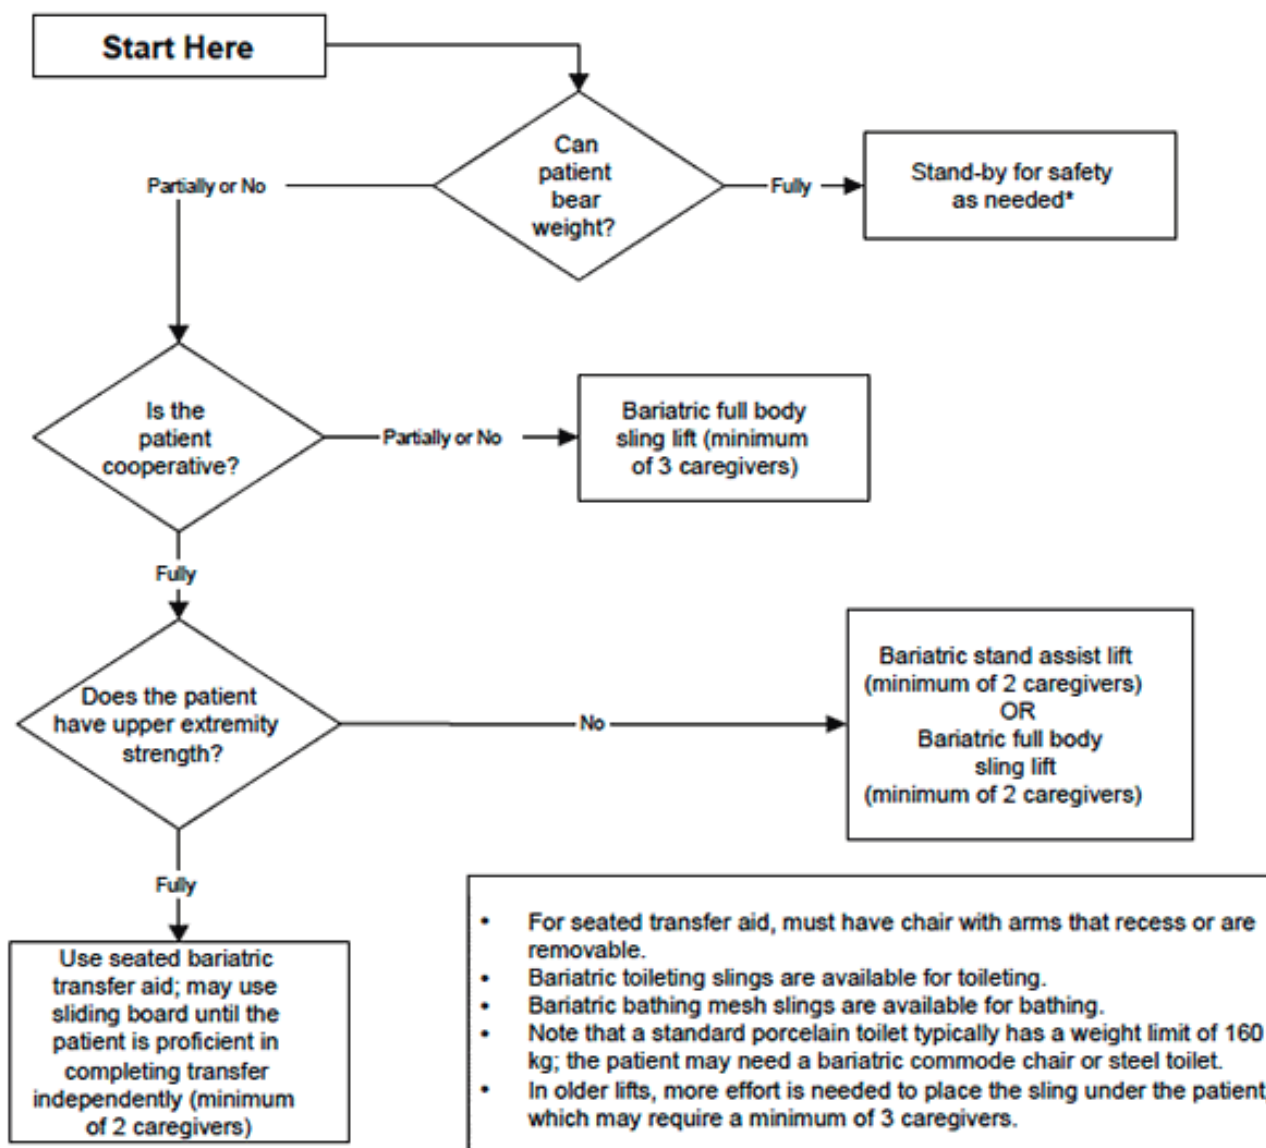 Start Here
Can
patient
bear
weight?
Partially or No
Fully
Stand-by for safety
as needed*
Is the
patient
cooperative?
Partially or No
Bariatric full body
sling lift (minimum
of 3 caregivers)
Fully
Does the patient
have upper extremity
strength?
No
Bariatric stand assist lift
(minimum of 2 caregivers)
OR
Bariatric full body
sling lift
(minimum of 2 caregivers)
Fully
Use seated bariatric
transfer aid; may use
sliding board until the
patient is proficient in
completing transfer
independently (minimum
of 2 caregivers)
• For seated transfer aid, must have chair with arms that recess or are
removable.
• Bariatric toileting slings are available for toileting.
• Bariatric bathing mesh slings are available for bathing.
• Note that a standard porcelain toilet typically has a weight limit of 160
kg; the patient may need a bariatric commode chair or steel toilet.
• In older lifts, more effort is needed to place the sling under the patient
which may require a minimum of 3 caregivers.